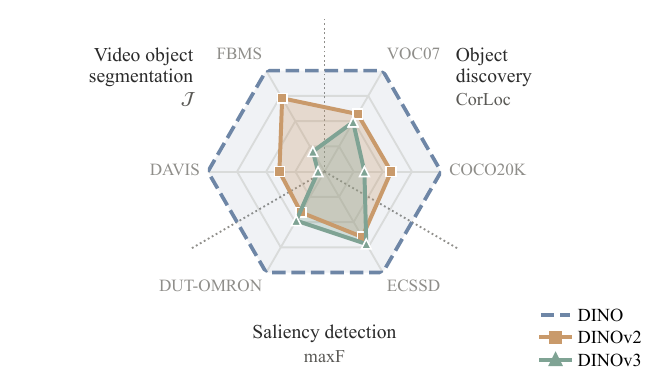 Video object
segmentation
𝒥
FBMS
VOC07
Object
discovery
CorLoc
DAVIS
COCO20K
DUT-OMRON
ECSSD
Saliency detection
maxF
DINO
DINOv2
DINOv3